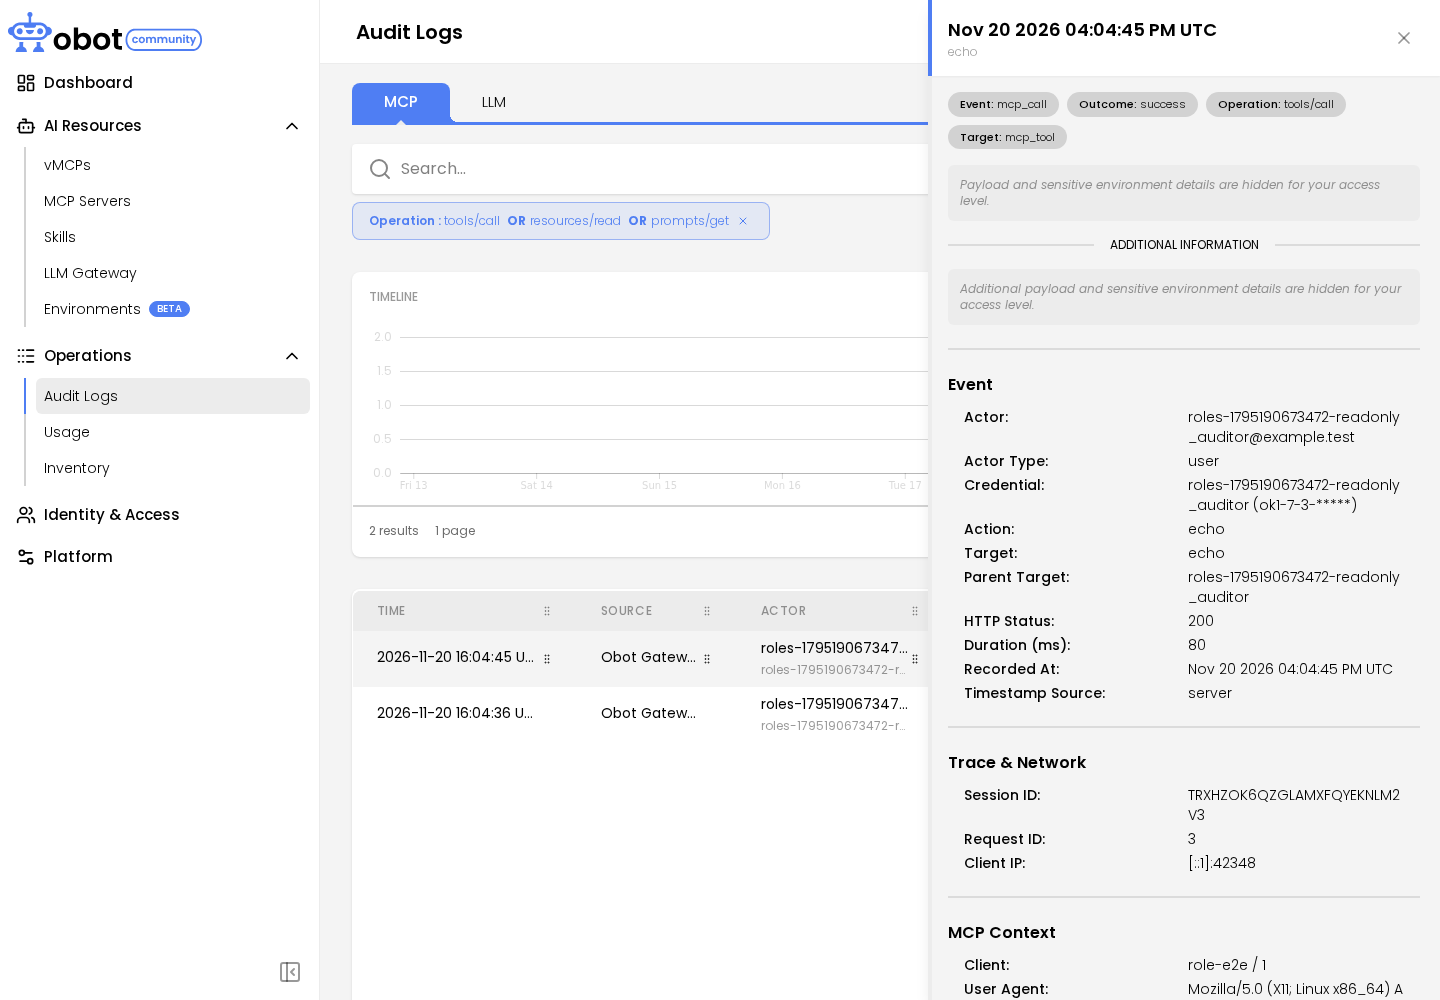 obot community
Dashboard
AI Resources
vMCPs
MCP Servers
Skills
LLM Gateway
Environments BETA
Operations
Audit Logs
Usage
Inventory
Identity & Access
Platform
Audit Logs
MCP LLM
Search...
Operation : tools/call OR resources/read OR prompts/get ×
TIMELINE
2.0
1.5
1.0
0.5
0.0
Fri 13 Sat 14 Sun 15 Mon 16 Tue 17
2 results 1 page
TIME SOURCE ACTOR
2026-11-20 16:04:45 U... Obot Gatew... roles-179519067347...
roles-1795190673472-r...
2026-11-20 16:04:36 U... Obot Gatew... roles-179519067347...
roles-1795190673472-r...
Nov 20 2026 04:04:45 PM UTC
echo
Event: mcp_call Outcome: success Operation: tools/call
Target: mcp_tool
Payload and sensitive environment details are hidden for your access
level.
ADDITIONAL INFORMATION
Additional payload and sensitive environment details are hidden for your
access level.
Event
Actor: roles-1795190673472-readonly
_auditor@example.test
Actor Type: user
Credential: roles-1795190673472-readonly
_auditor (ok1-7-3-*****)
Action: echo
Target: echo
Parent Target: roles-1795190673472-readonly
_auditor
HTTP Status: 200
Duration (ms): 80
Recorded At: Nov 20 2026 04:04:45 PM UTC
Timestamp Source: server
Trace & Network
Session ID: TRXHZOK6QZGLAMXFQYEKNLM2
V3
Request ID: 3
Client IP: [::1]:42348
MCP Context
Client: role-e2e / 1
User Agent: Mozilla/5.0 (X11; Linux x86_64) A